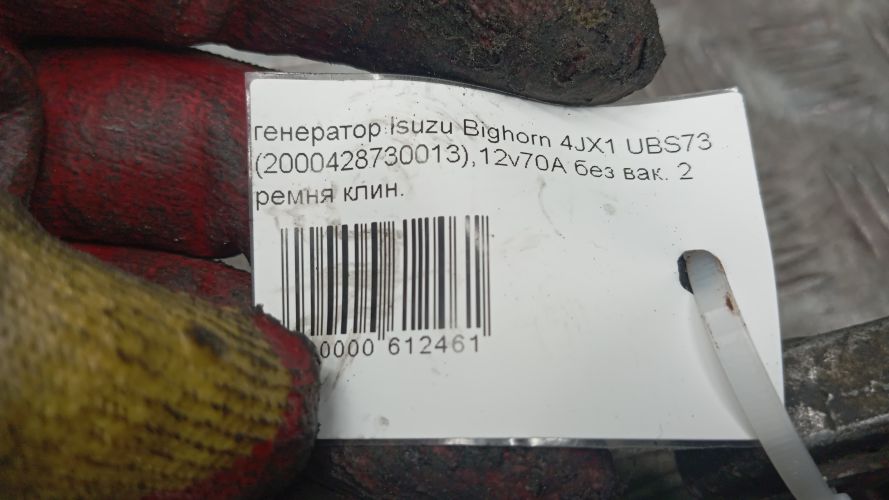 генератор Isuzu Bighorn 4JX1 UBS73
(2000428730013),12v70A без вак. 2
ремня клин.
0000 612461